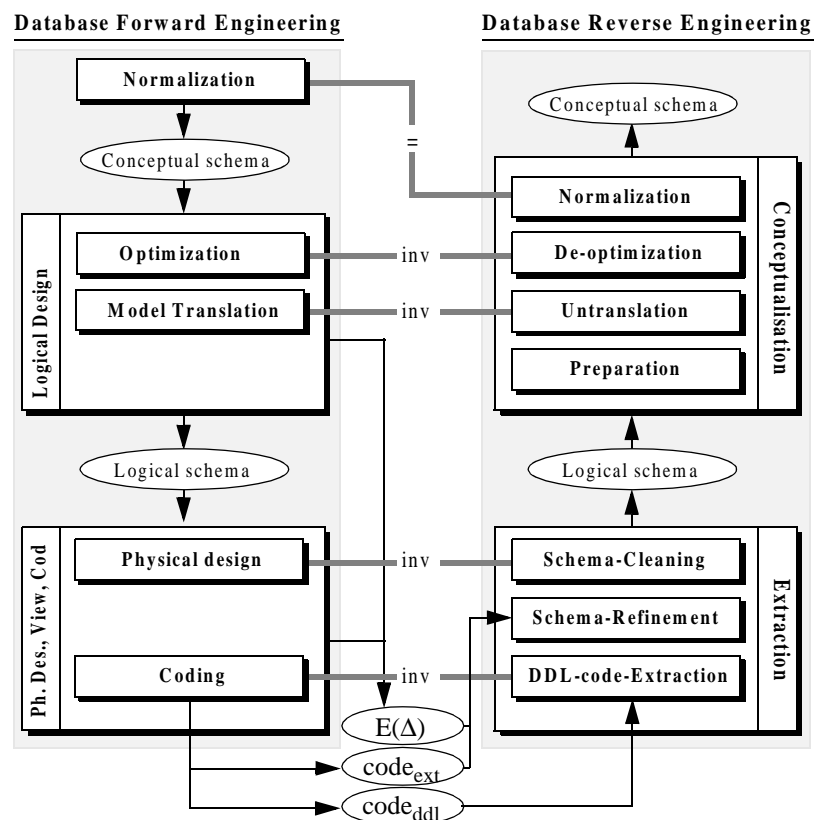 Database Forward Engineering
Normalization
Conceptual schema
Logical Design
Optimization
Model Translation
Logical schema
Ph. Des., View, Cod
Physical design
Coding
=
inv
inv
inv
inv
E(Δ)
code_ext
code_ddl
Database Reverse Engineering
Conceptual schema
Conceptualisation
Normalization
De-optimization
Untranslation
Preparation
Logical schema
Extraction
Schema-Cleaning
Schema-Refinement
DDL-code-Extraction